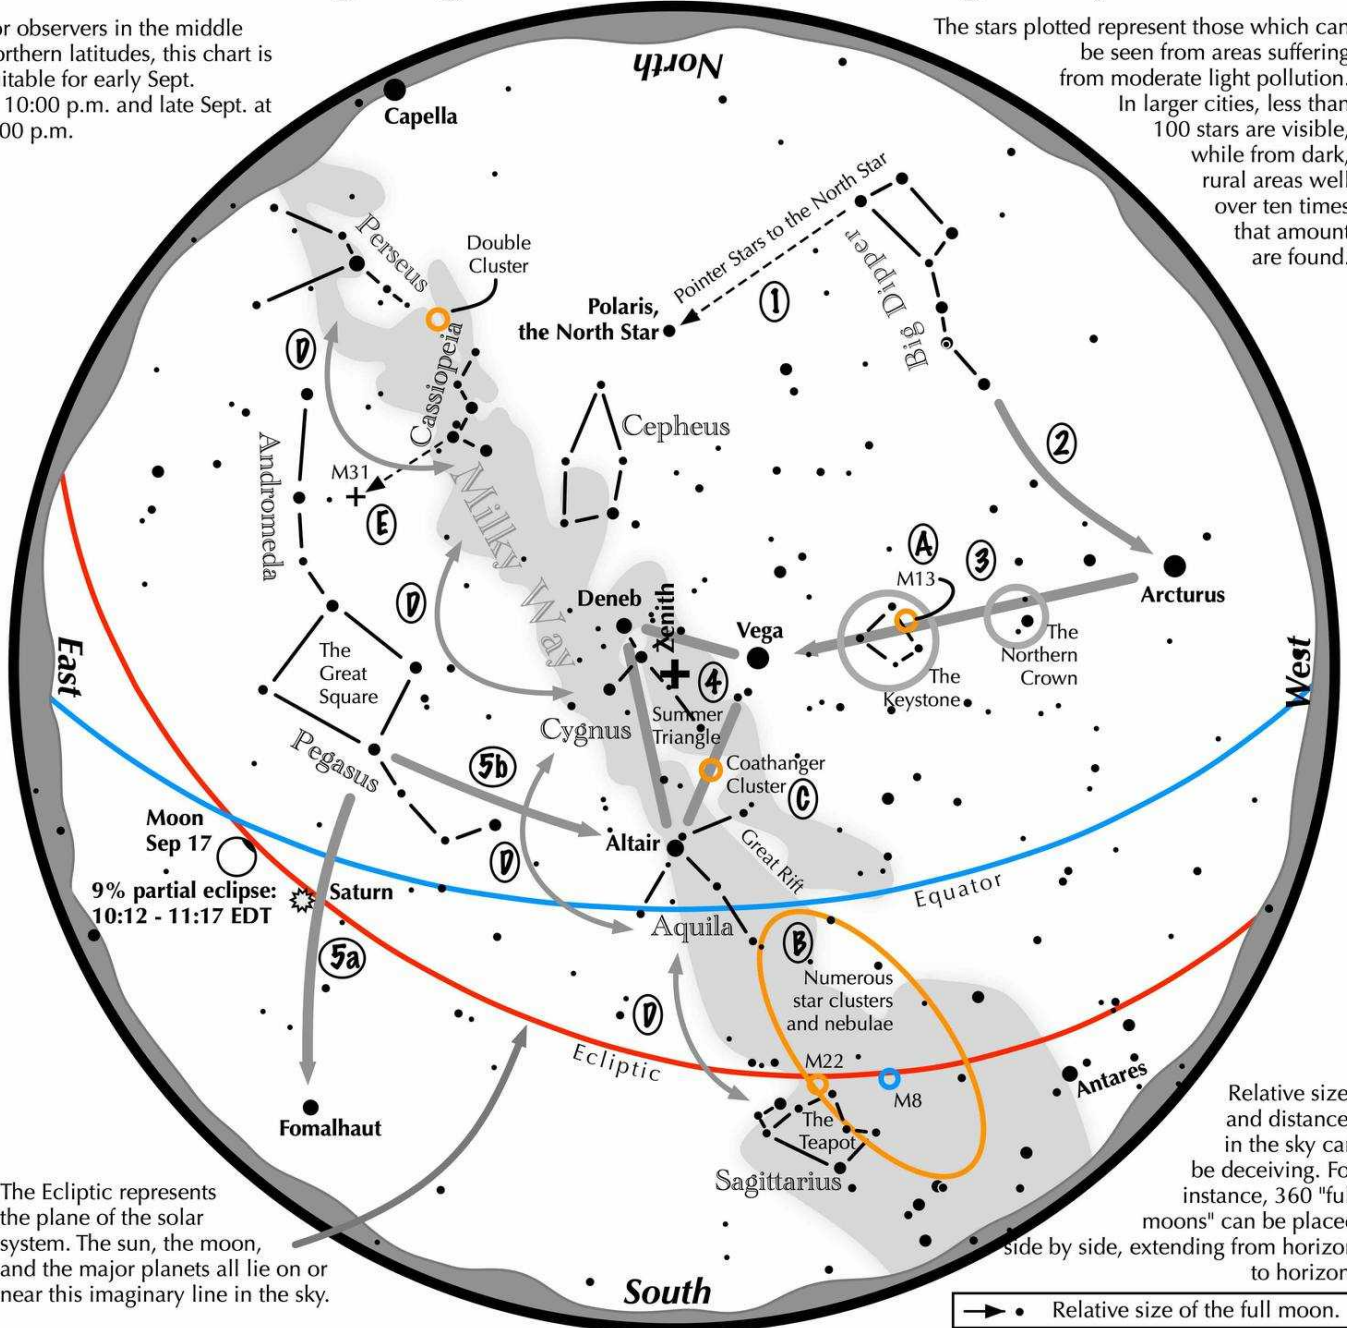 or observers in the middle
orthern latitudes, this chart is
itable for early Sept.
10:00 p.m. and late Sept. at
00 p.m.
The stars plotted represent those which can
be seen from areas suffering
from moderate light pollution.
In larger cities, less than
100 stars are visible,
while from dark,
rural areas well
over ten times
that amount
are found.
North
Capella
Perseus
Double
Cluster
Pointer Stars to the North Star
1
Big Dipper
Polaris,
the North Star
D
Cassiopeia
Cepheus
2
Andromeda
M31
E
Milky Way
A
3
M13
Arcturus
D
Deneb
Zenith
Vega
The
Northern
Crown
East
The
Great
Square
4
The
Keystone
West
Summer
Triangle
Cygnus
Pegasus
5b
Coathanger
Cluster
C
Moon
Sep 17
Altair
D
Great Rift
9% partial eclipse:
10:12 - 11:17 EDT
Saturn
Equator
Aquila
5a
B
Numerous
star clusters
and nebulae
D
Ecliptic
M22
M8
Antares
Fomalhaut
The
Teapot
Sagittarius
The Ecliptic represents
the plane of the solar
system. The sun, the moon,
and the major planets all lie on or
near this imaginary line in the sky.
Relative size
and distance
in the sky can
be deceiving. Fo
instance, 360 "ful
moons" can be place
side by side, extending from horizo
to horizon
South
Relative size of the full moon.